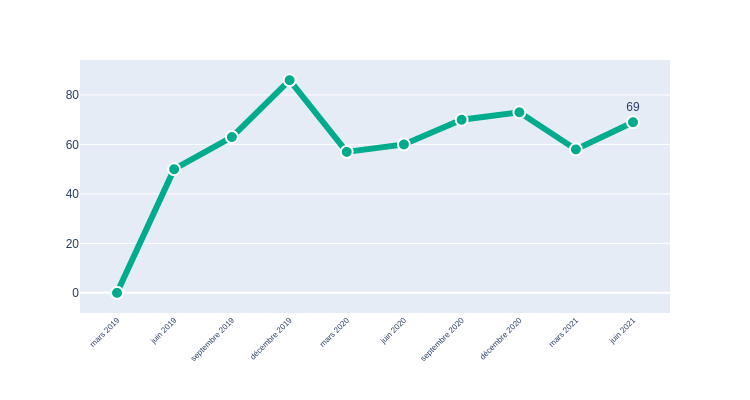 80
60
40
20
0
69
mars 2019
juin 2019
septembre 2019
décembre 2019
mars 2020
juin 2020
septembre 2020
décembre 2020
mars 2021
juin 2021